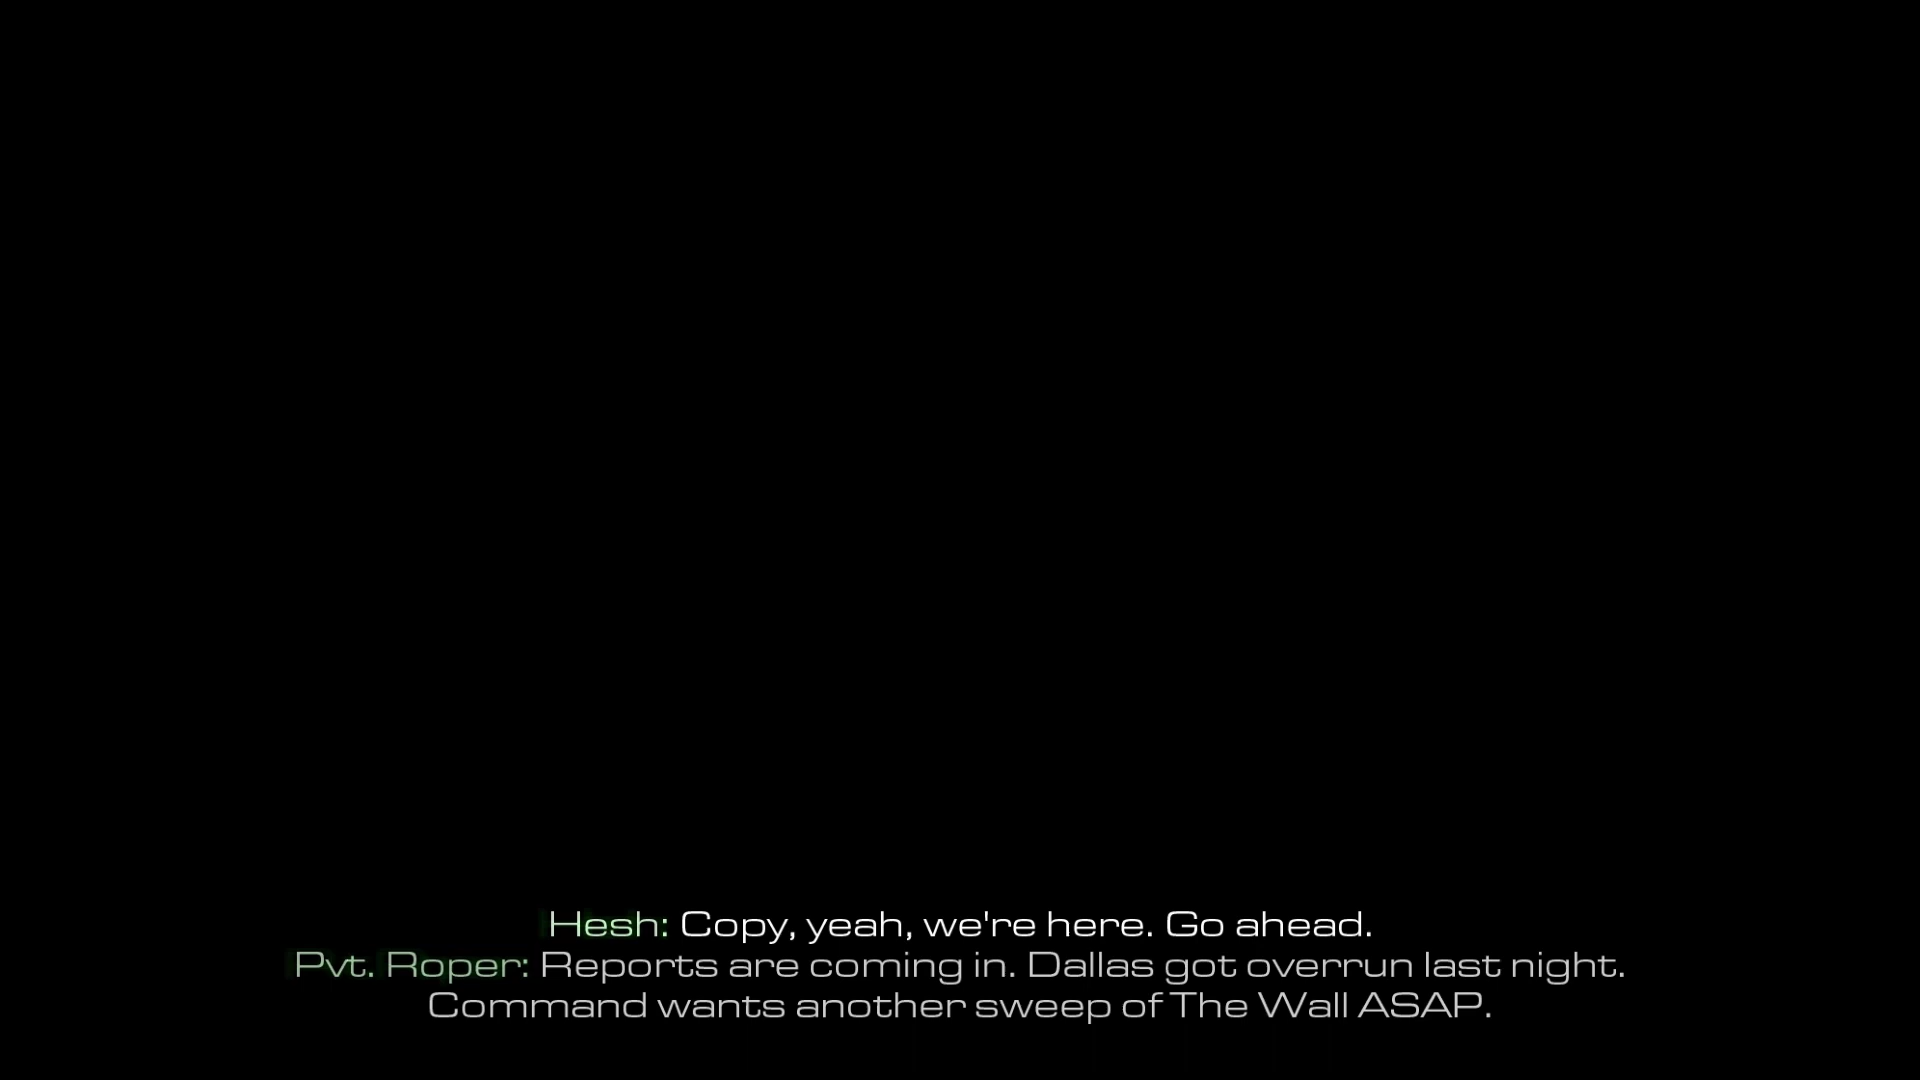 Hesh: Copy, yeah, we're here. Go ahead.
Pvt. Roper: Reports are coming in. Dallas got overrun last night.
Command wants another sweep of The Wall ASAP.